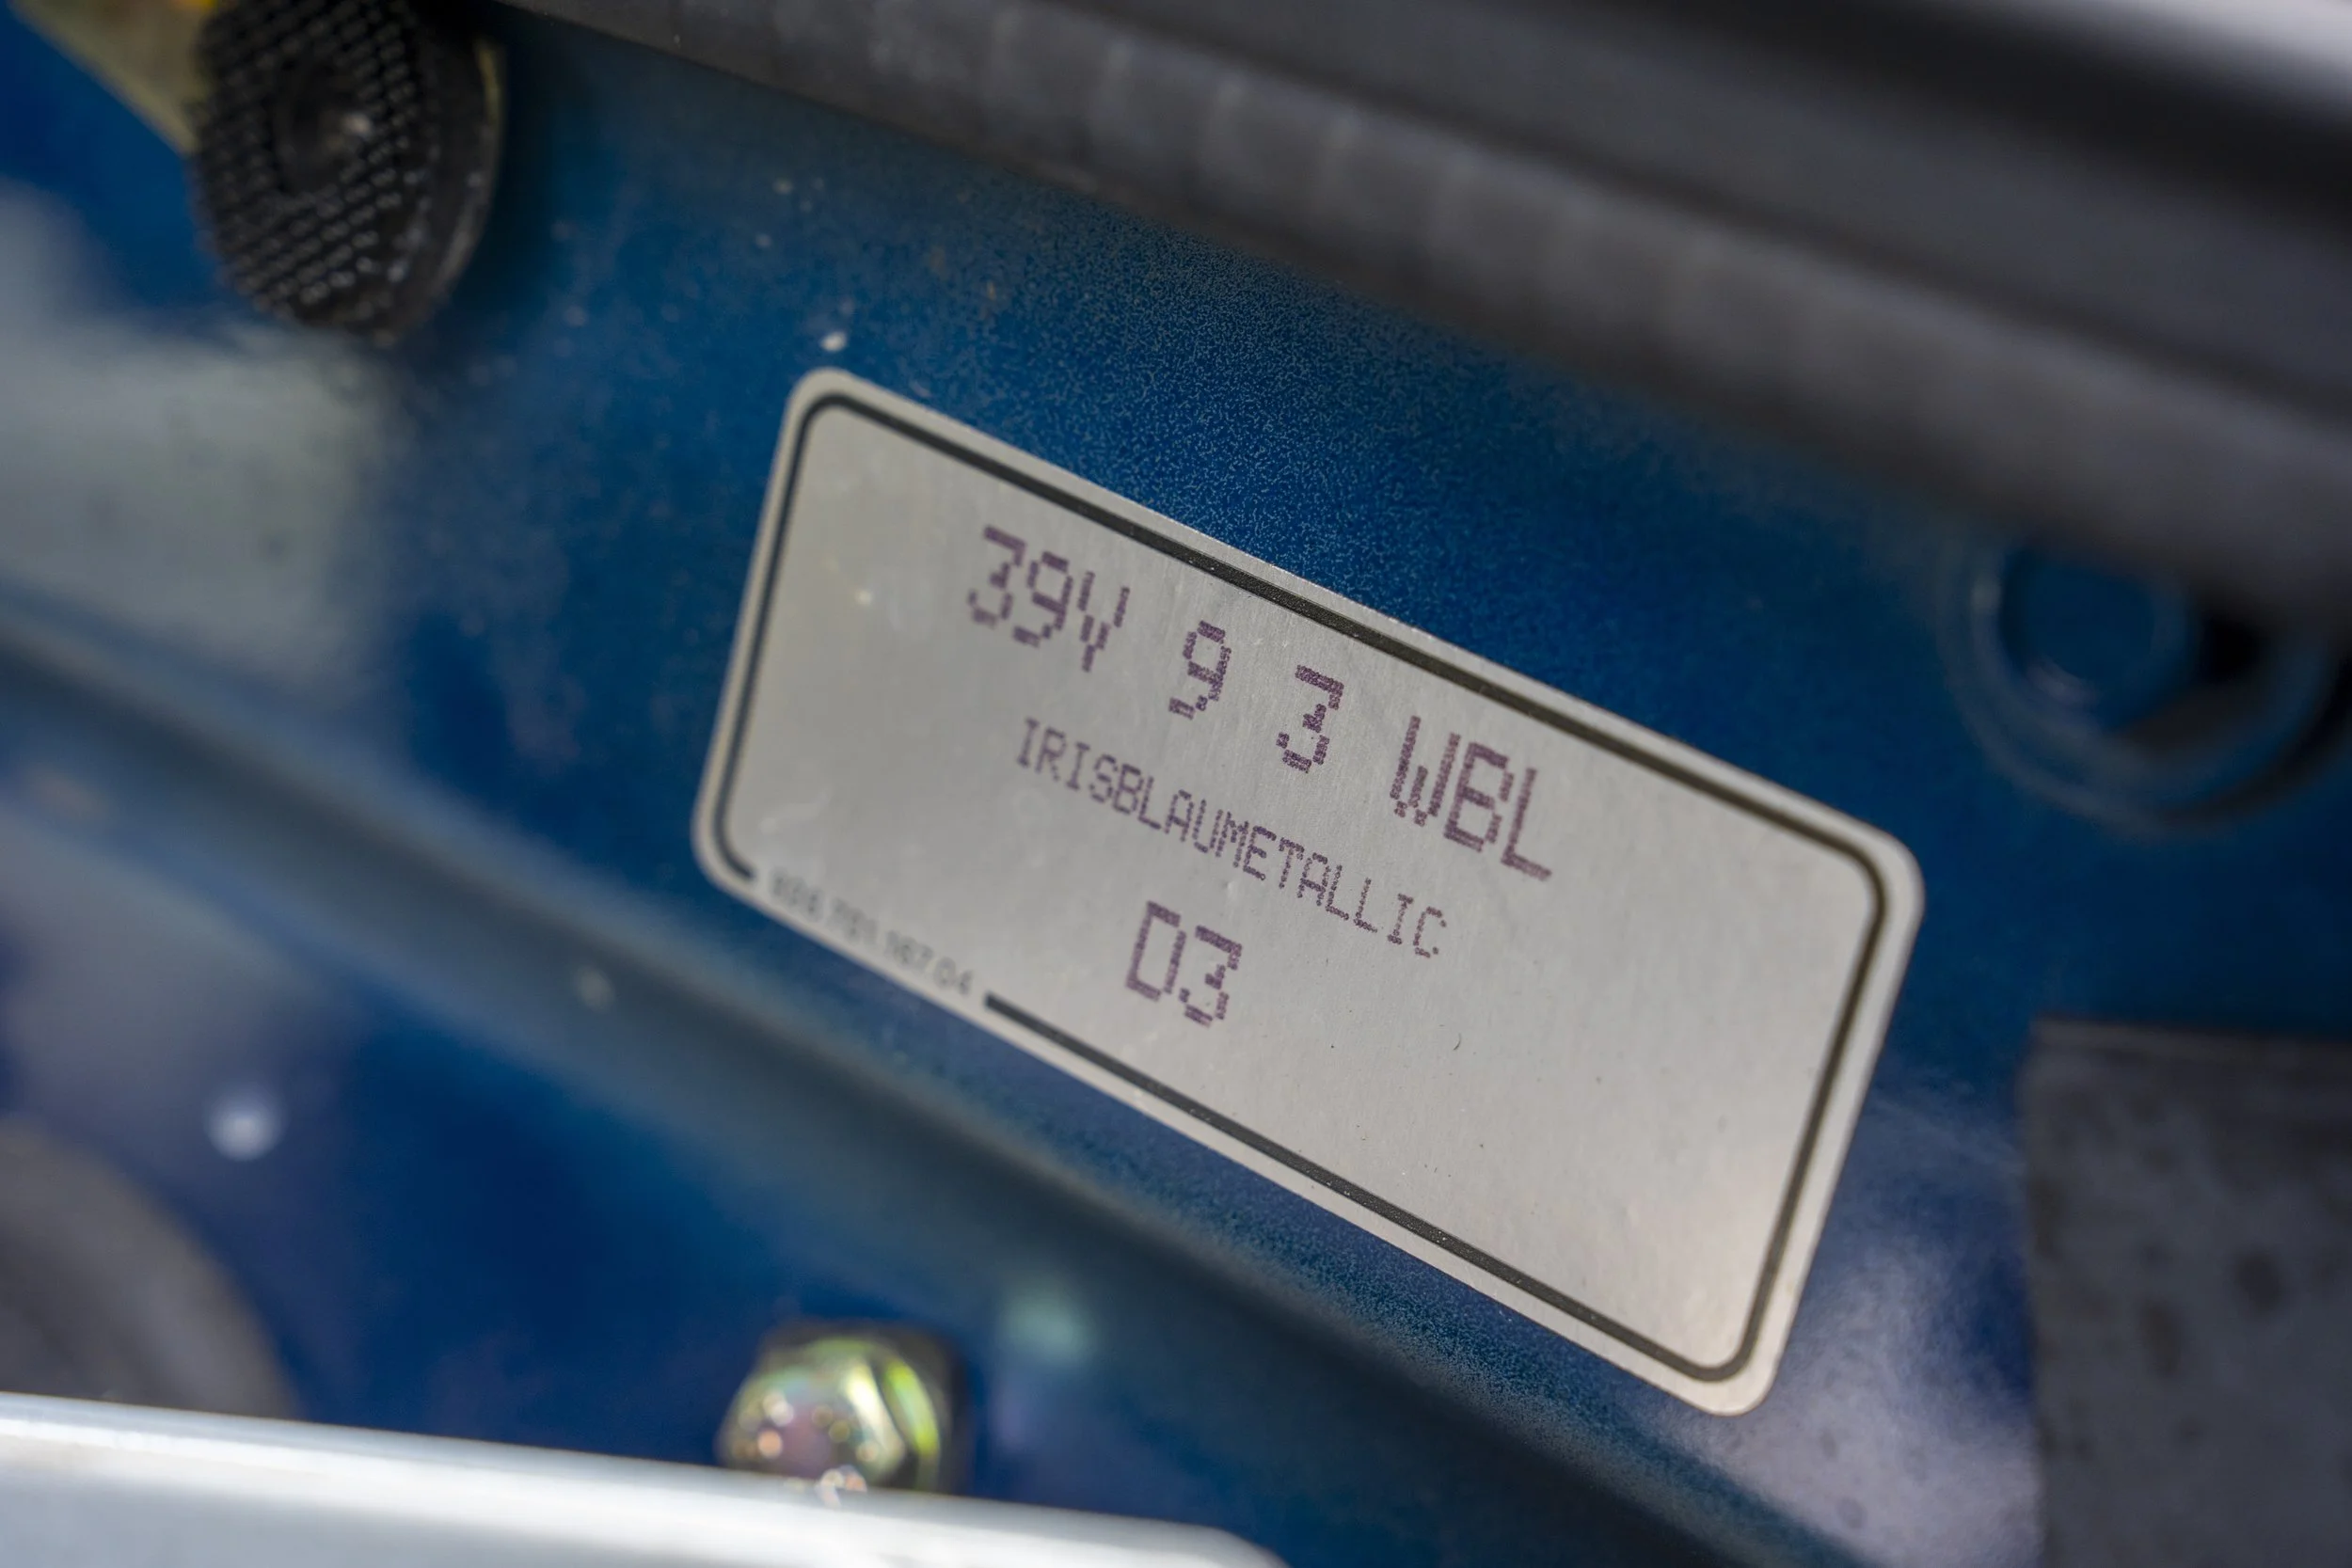 39V 9 3 WBL
IRISBLAUMETALLIC
D3